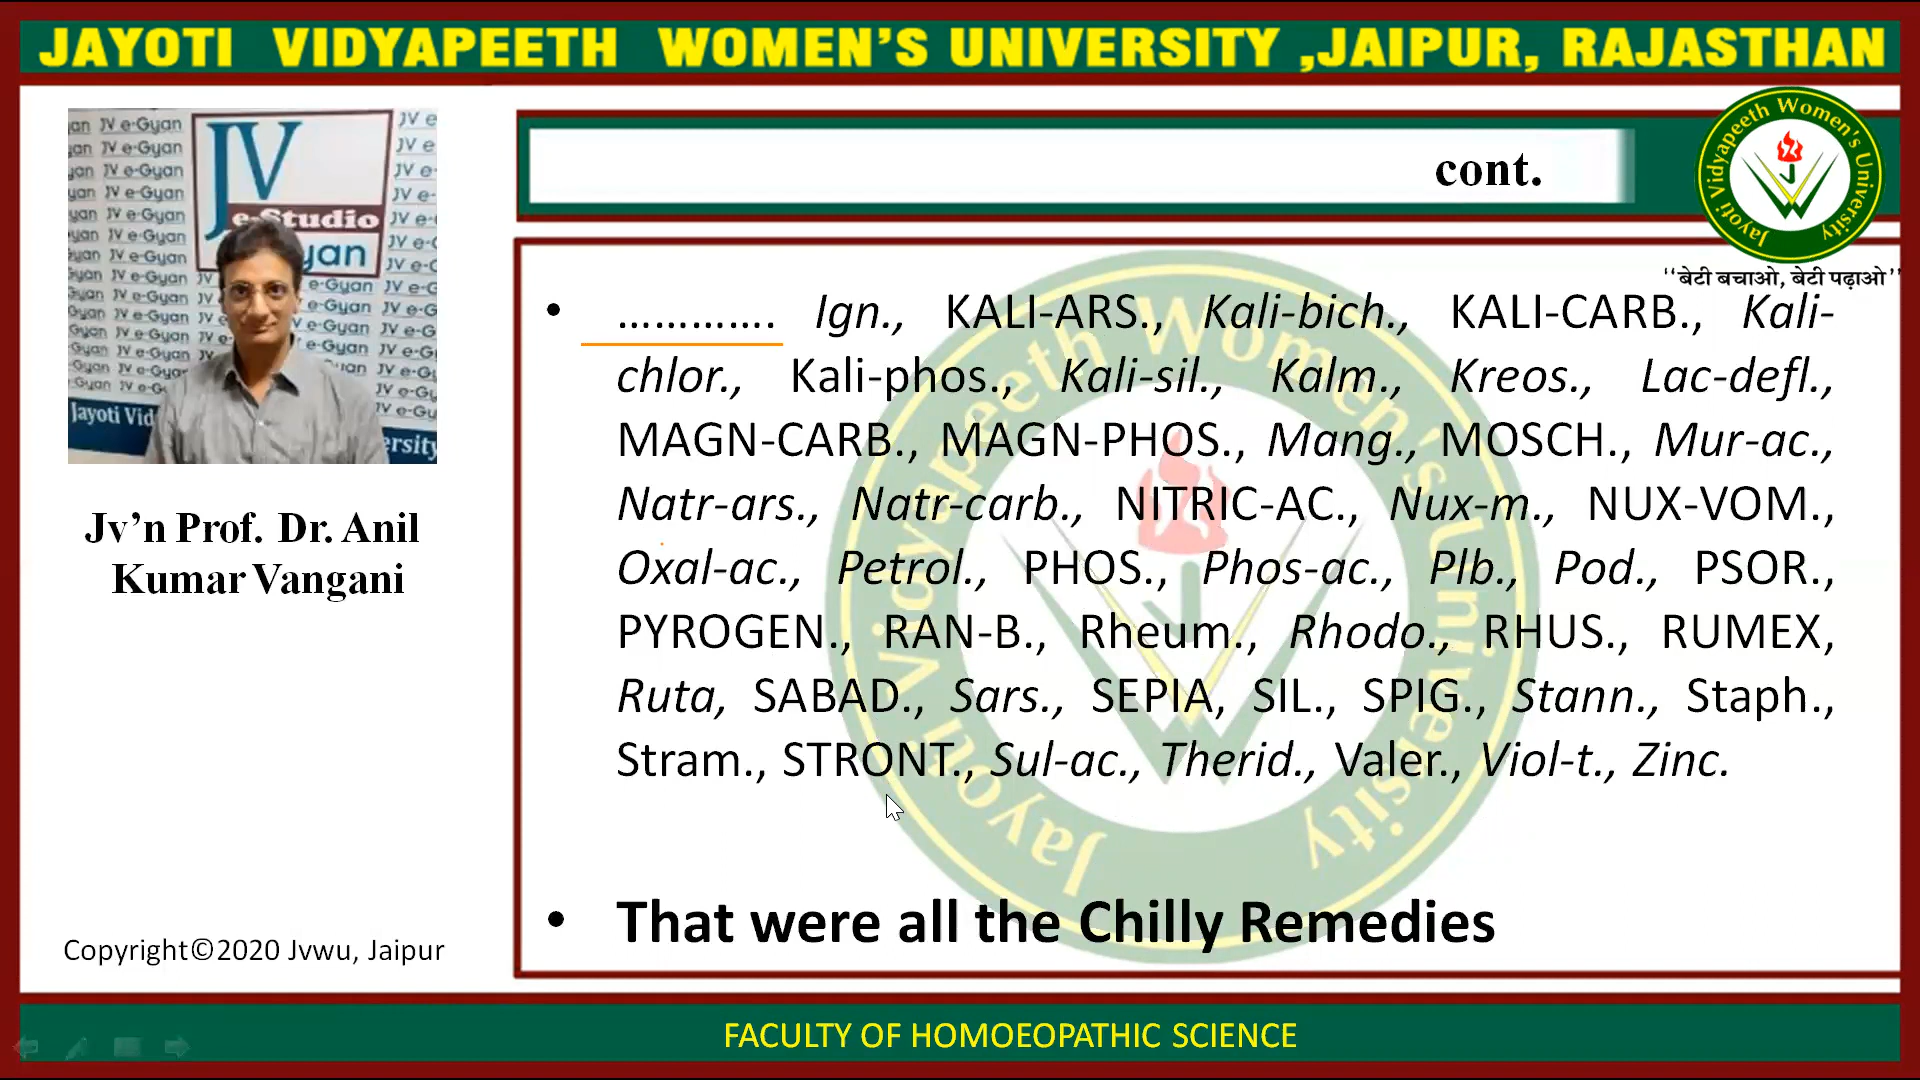 JAYOTI VIDYAPEETH WOMEN’S UNIVERSITY ,JAIPUR, RAJASTHAN
JV
e-Studio
Jv’n Prof. Dr. Anil
Kumar Vangani
Copyright©2020 Jvwu, Jaipur
cont.
Jayoti Vidyapeeth Women's University
‘‘बेटी बचाओ, बेटी पढ़ाओ’’
• …………. Ign., KALI-ARS., Kali-bich., KALI-CARB., Kali-
chlor., Kali-phos., Kali-sil., Kalm., Kreos., Lac-defl.,
MAGN-CARB., MAGN-PHOS., Mang., MOSCH., Mur-ac.,
Natr-ars., Natr-carb., NITRIC-AC., Nux-m., NUX-VOM.,
Oxal-ac., Petrol., PHOS., Phos-ac., Plb., Pod., PSOR.,
PYROGEN., RAN-B., Rheum., Rhodo., RHUS., RUMEX,
Ruta, SABAD., Sars., SEPIA, SIL., SPIG., Stann., Staph.,
Stram., STRONT., Sul-ac., Therid., Valer., Viol-t., Zinc.
• That were all the Chilly Remedies
FACULTY OF HOMOEOPATHIC SCIENCE